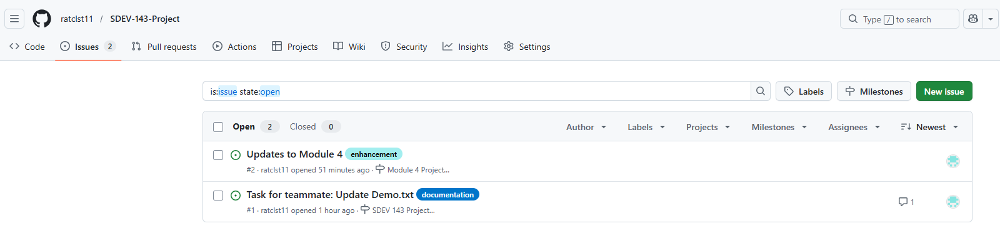 ratclst11 / SDEV-143-Project
Type / to search
Code Issues 2 Pull requests Actions Projects Wiki Security Insights Settings
is:issue state:open
Labels Milestones New issue
Open 2 Closed 0 Author Labels Projects Milestones Assignees Newest
Updates to Module 4 enhancement
#2 · ratclst11 opened 51 minutes ago · Module 4 Project...
Task for teammate: Update Demo.txt documentation
1
#1 · ratclst11 opened 1 hour ago · SDEV 143 Project...